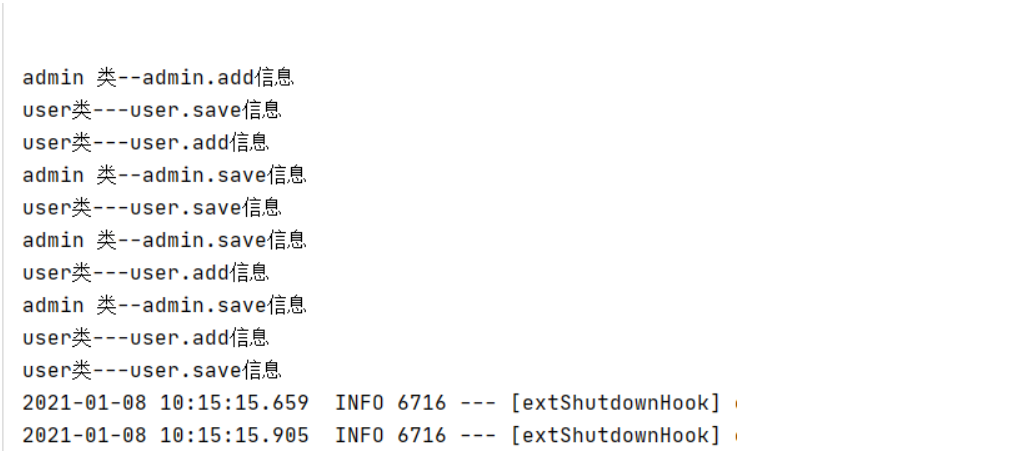 admin 类--admin.add信息
user类---user.save信息
user类---user.add信息
admin 类--admin.save信息
user类---user.save信息
admin 类--admin.save信息
user类---user.add信息
admin 类--admin.save信息
user类---user.add信息
user类---user.save信息
2021-01-08 10:15:15.659  INFO 6716 --- [extShutdownHook]
2021-01-08 10:15:15.905  INFO 6716 --- [extShutdownHook]